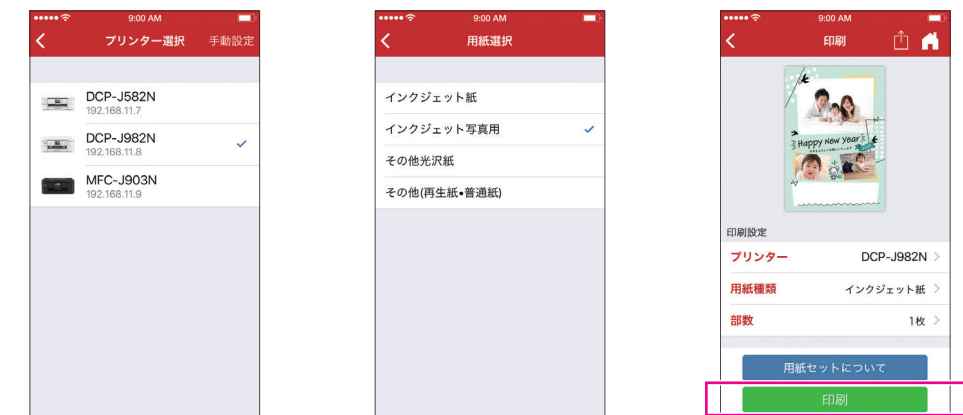 9:00 AM
プリンター選択
手動設定
DCP-J582N
192.168.11.7
DCP-J982N
192.168.11.8
MFC-J903N
192.168.11.9
9:00 AM
用紙選択
インクジェット紙
インクジェット写真用
その他光沢紙
その他(再生紙•普通紙)
9:00 AM
印刷
Happy New Year
印刷設定
プリンター DCP-J982N
用紙種類 インクジェット紙
部数 1枚
用紙セットについて
印刷